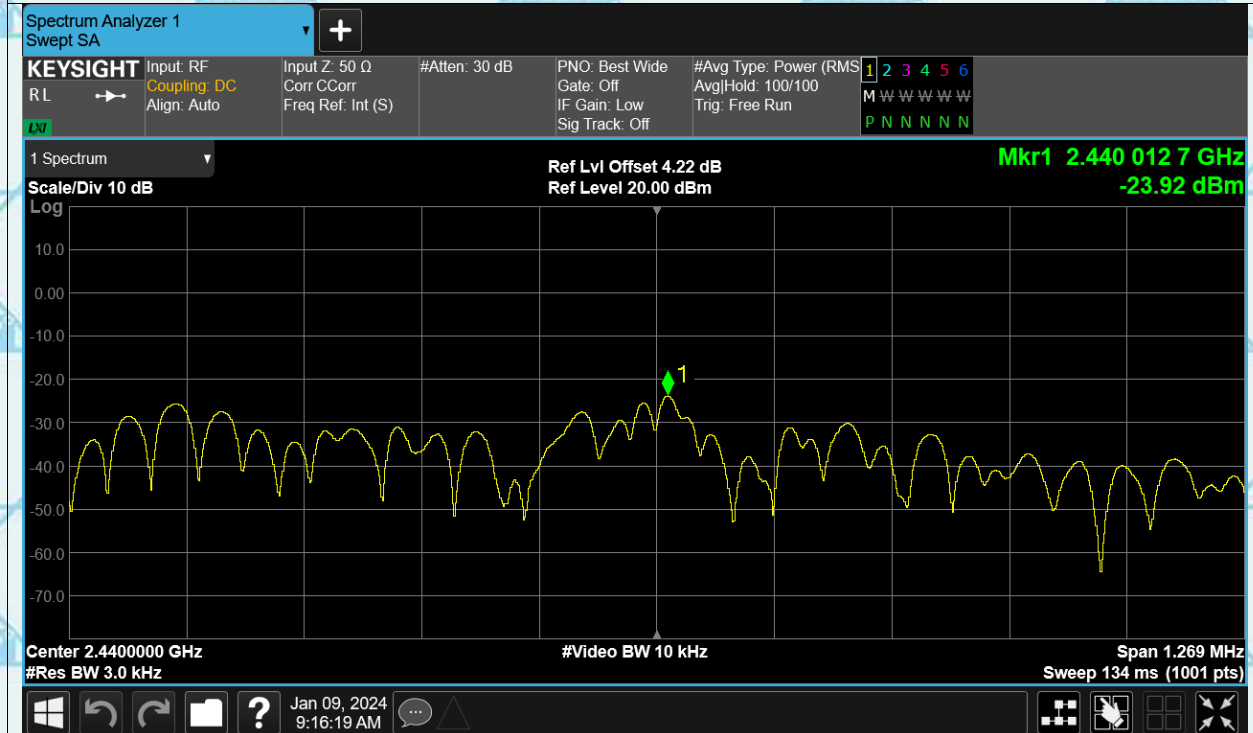 Spectrum Analyzer 1
Swept SA
KEYSIGHT
R L
LXI
Input: RF
Coupling: DC
Align: Auto
Input Z: 50 Ω
Corr CCorr
Freq Ref: Int (S)
#Atten: 30 dB
PNO: Best Wide
Gate: Off
IF Gain: Low
Sig Track: Off
#Avg Type: Power (RMS
Avg|Hold: 100/100
Trig: Free Run
1 2 3 4 5 6
M W W W W W
P N N N N N
1 Spectrum
Scale/Div 10 dB
Ref Lvl Offset 4.22 dB
Ref Level 20.00 dBm
Mkr1 2.440 012 7 GHz
-23.92 dBm
Log
10.0
0.00
-10.0
-20.0
-30.0
-40.0
-50.0
-60.0
-70.0
1
Center 2.4400000 GHz
#Res BW 3.0 kHz
#Video BW 10 kHz
Span 1.269 MHz
Sweep 134 ms (1001 pts)
?
Jan 09, 2024
9:16:19 AM